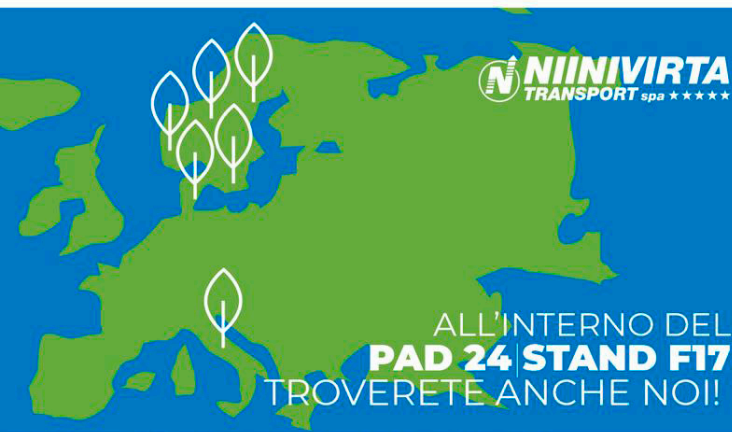 NIINIVIRTA
TRANSPORT spa ★★★★★
ALL'INTERNO DEL
PAD 24|STAND F17
TROVERETE ANCHE NOI!